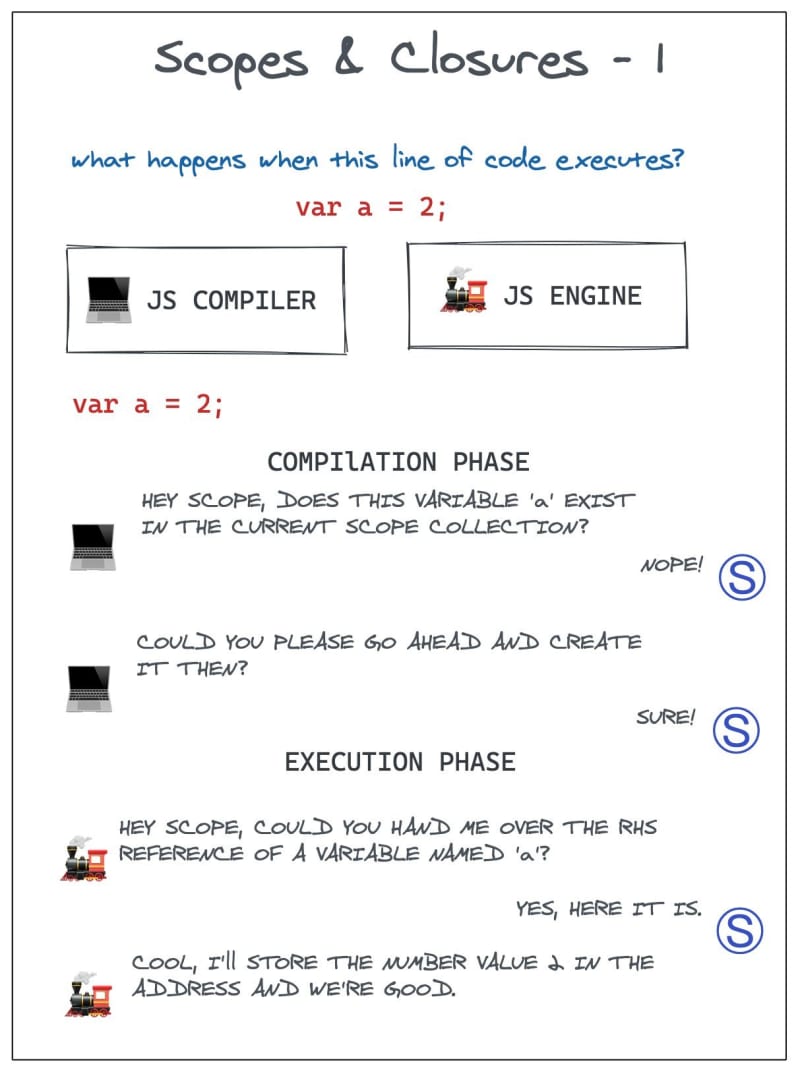 Scopes & Closures - 1
what happens when this line of code executes?
var a = 2;
JS COMPILER
JS ENGINE
var a = 2;
COMPIlATION PHASE
HEY SCOPE, DOES THIS VARIABLE 'a' EXIST
IN THE CURRENT SCOPE COLLECTION?
NOPE!
S
COULD YOU PLEASE GO AHEAD AND CREATE
IT THEN?
SURE!
S
EXECUTION PHASE
HEY SCOPE, COULD YOU HAND ME OVER THE RHS
REFERENCE OF A VARIABLE NAMED 'a'?
YES, HERE IT IS.
S
COOL, I'll STORE THE NUMBER VALUE 2 IN THE
ADDRESS AND WE'RE GOOD.